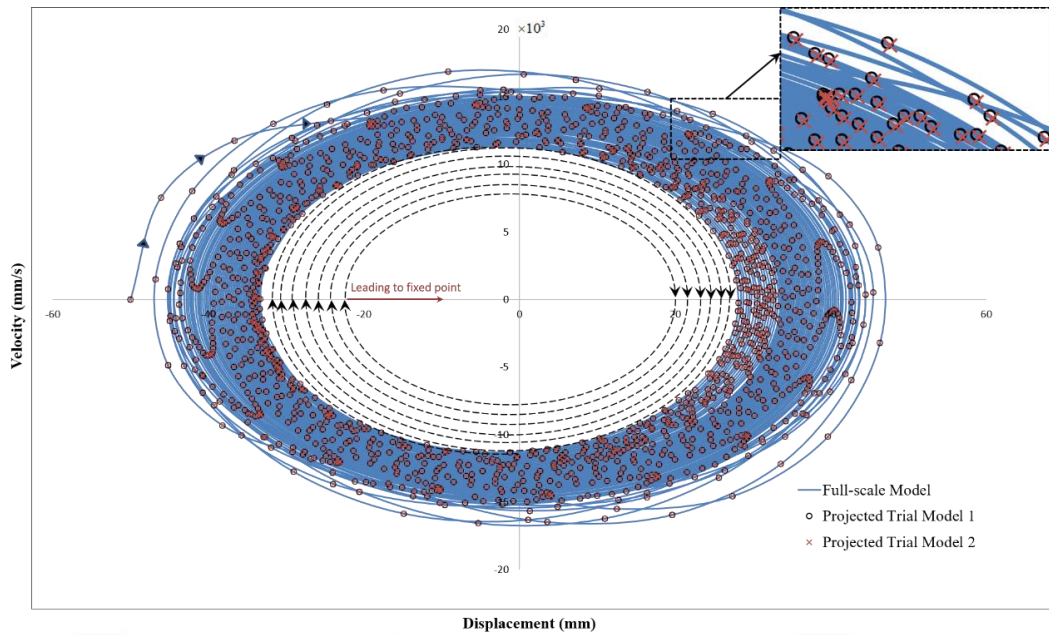 20 ×10³
15
10
5
Leading to fixed point
0
-60
-40
-20
0
20
40
60
-5
-10
-15
-20
Velocity (mm/s)
Full-scale Model
Projected Trial Model 1
Projected Trial Model 2
Displacement (mm)